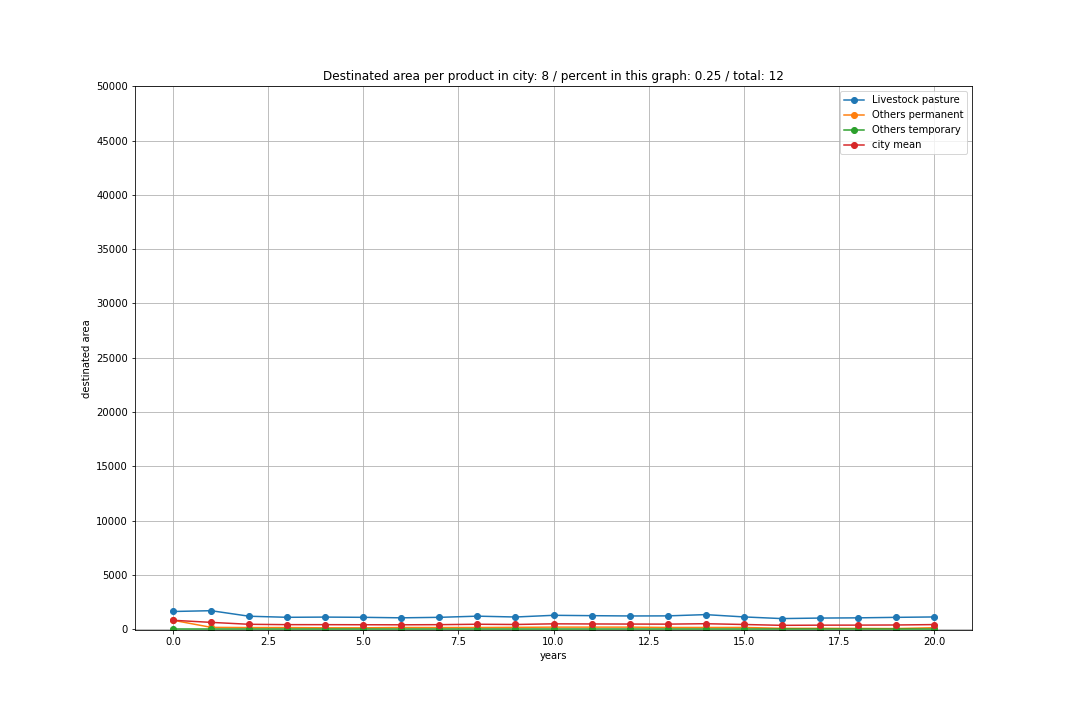 Destinated area per product in city: 8 / percent in this graph: 0.25 / total: 12
Livestock pasture
Others permanent
Others temporary
city mean
50000
45000
40000
35000
30000
25000
20000
15000
10000
5000
0
destinated area
0.0 2.5 5.0 7.5 10.0 12.5 15.0 17.5 20.0
years